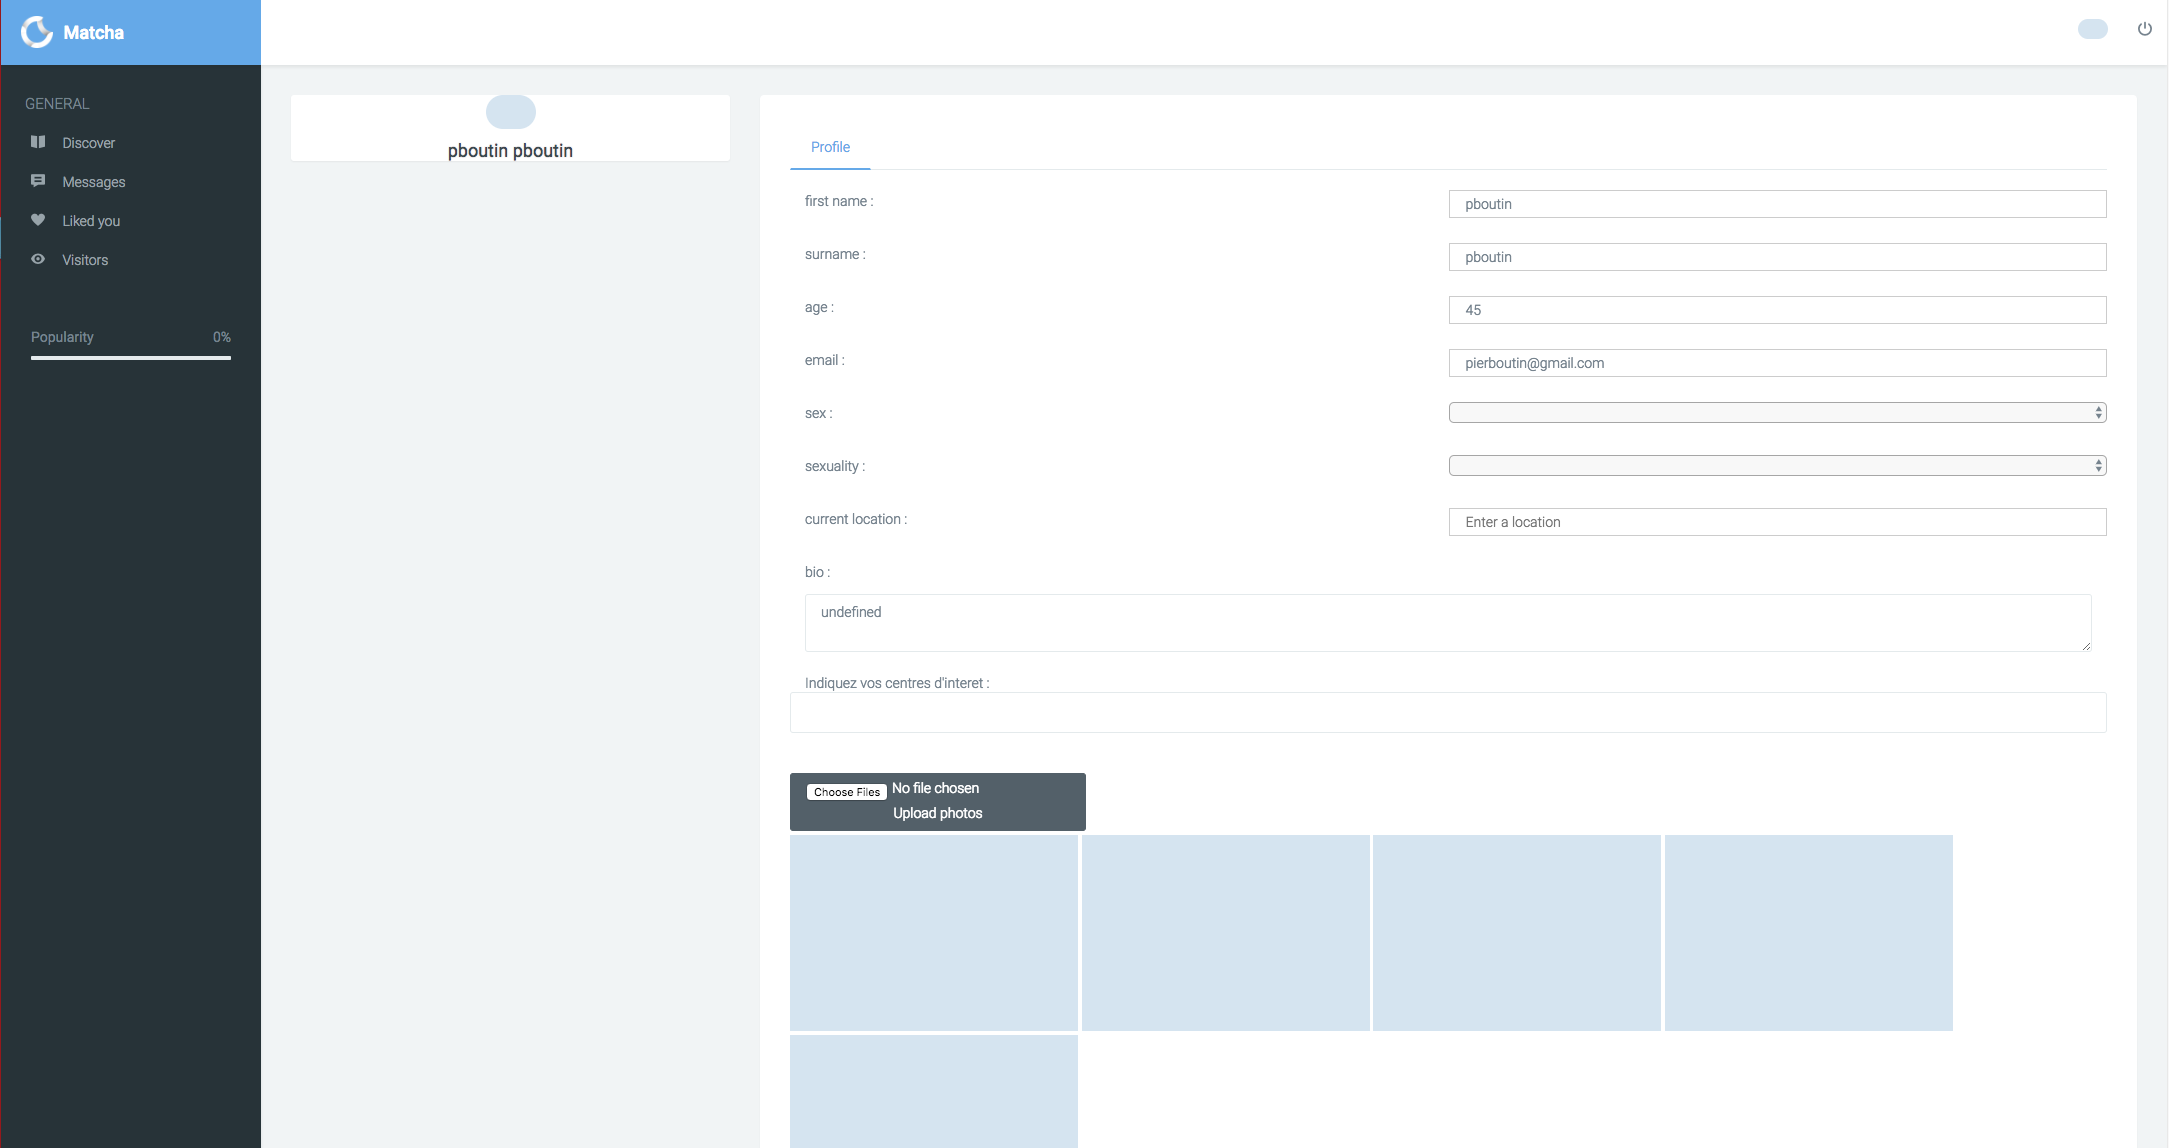 Matcha
GENERAL
Discover
Messages
Liked you
Visitors
Popularity 0%
pboutin pboutin
Profile
first name : pboutin
surname : pboutin
age : 45
email : pierboutin@gmail.com
sex :
sexuality :
current location : Enter a location
bio :
undefined
Indiquez vos centres d'interet :
Choose Files No file chosen
Upload photos